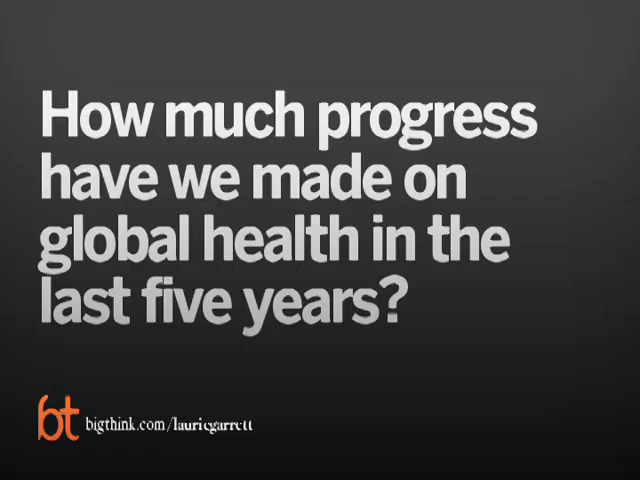 How much progress
have we made on
global health in the
last five years?
bt bigthink.com/lauriegarrett